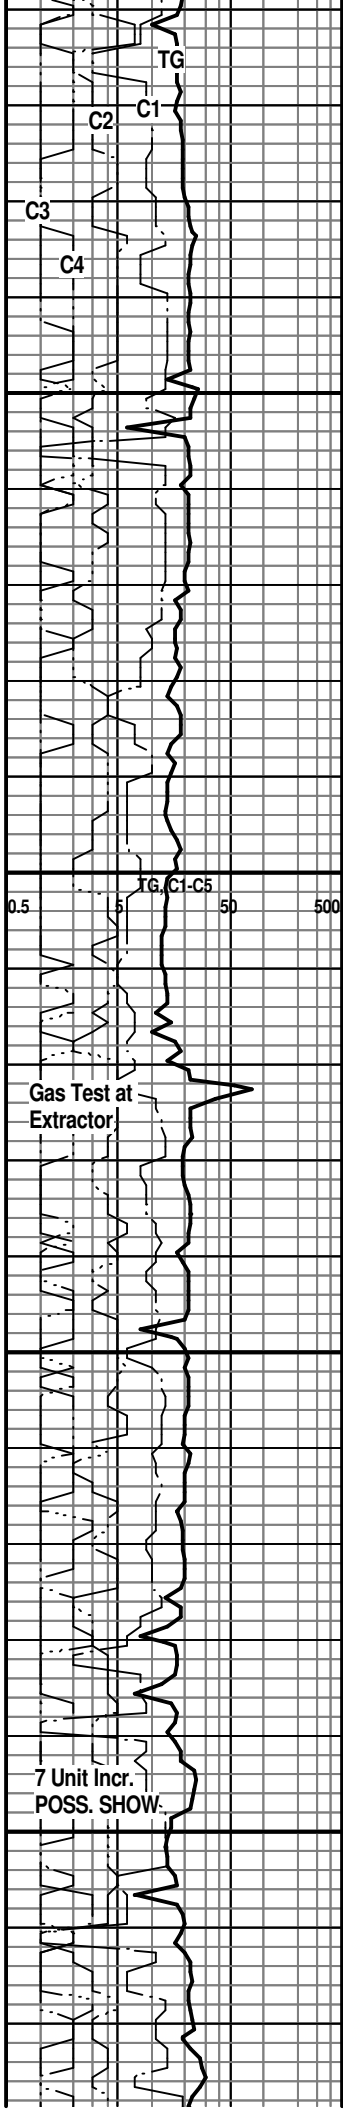 TG
C1
C2
C3
C4
TG, C1-C5
0.5 5 50 500
Gas Test at
Extractor
7 Unit Incr.
POSS. SHOW